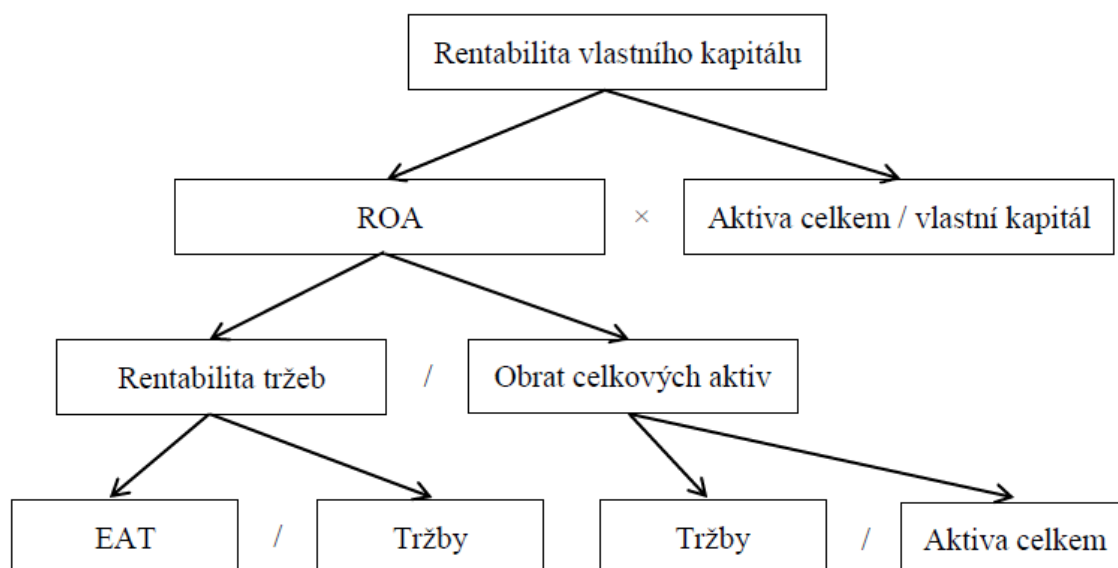 Rentabilita vlastního kapitálu
ROA × Aktiva celkem / vlastní kapitál
Rentabilita tržeb / Obrat celkových aktiv
EAT / Tržby Tržby / Aktiva celkem